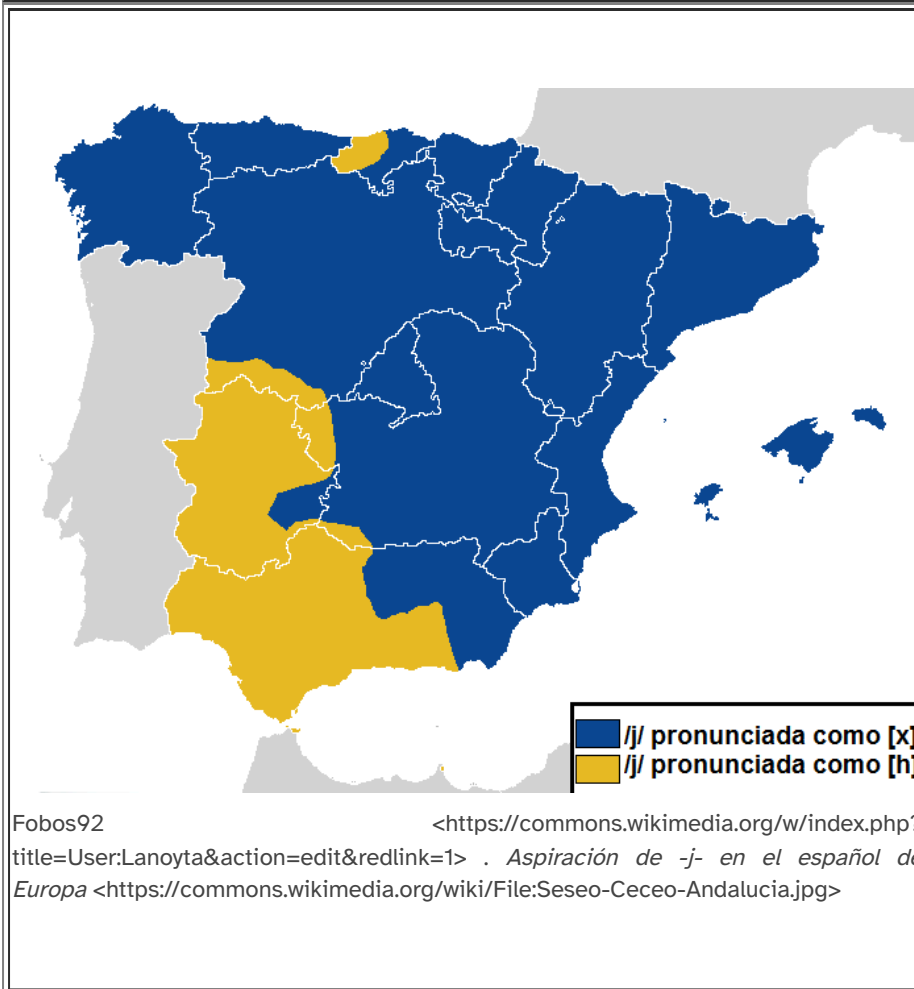 /j/ pronunciada como [x]
/j/ pronunciada como [h]
Fobos92 <https://commons.wikimedia.org/w/index.php?
title=User:Lanoyta&action=edit&redlink=1> . Aspiración de -j- en el español de
Europa <https://commons.wikimedia.org/wiki/File:Seseo-Ceceo-Andalucia.jpg>